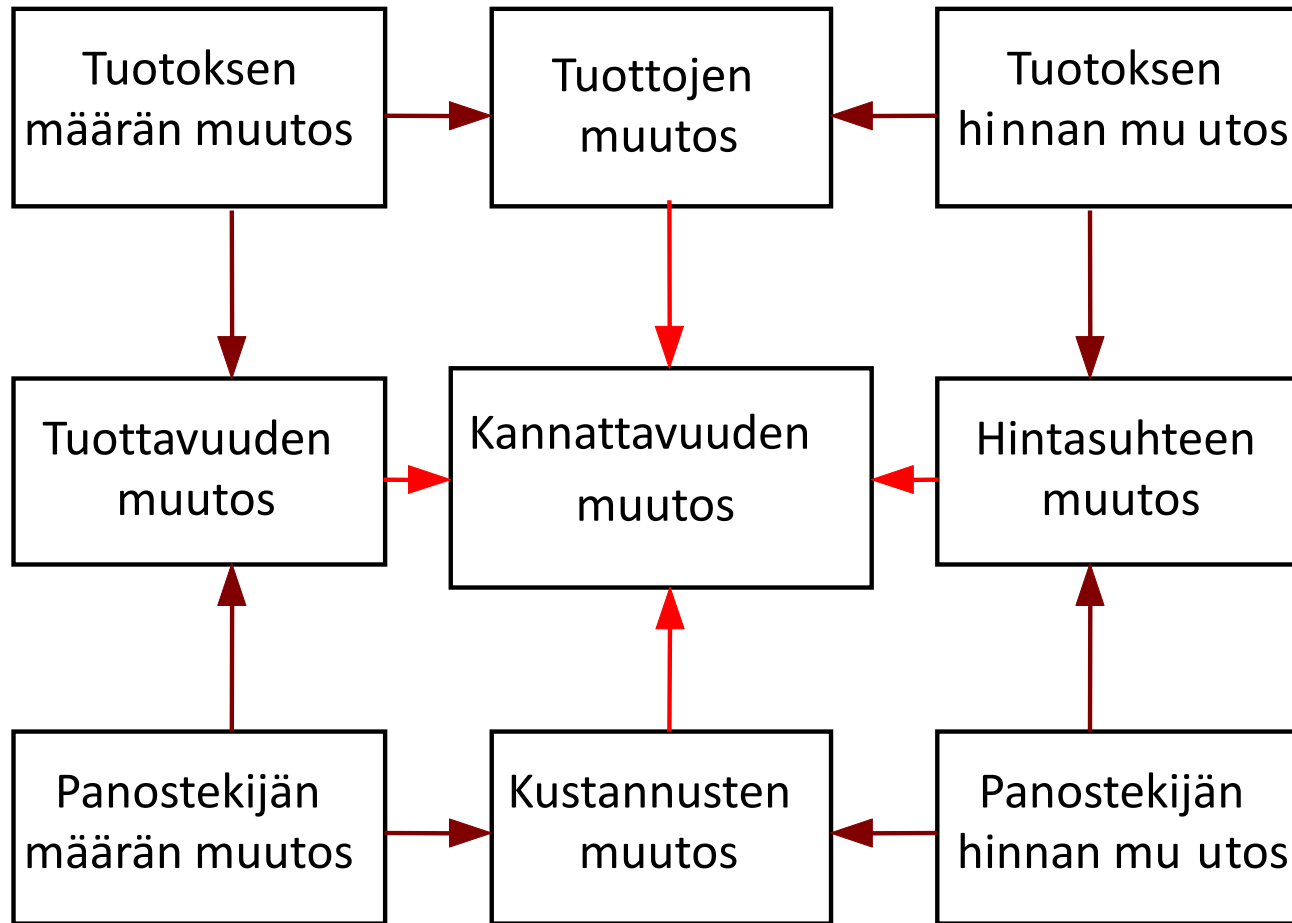 Tuotoksen
määrän muutos
Tuottojen
muutos
Tuotoksen
hinnan mu utos
Tuottavuuden
muutos
Kannattavuuden
muutos
Hintasuhteen
muutos
Panostekijän
määrän muutos
Kustannusten
muutos
Panostekijän
hinnan mu utos